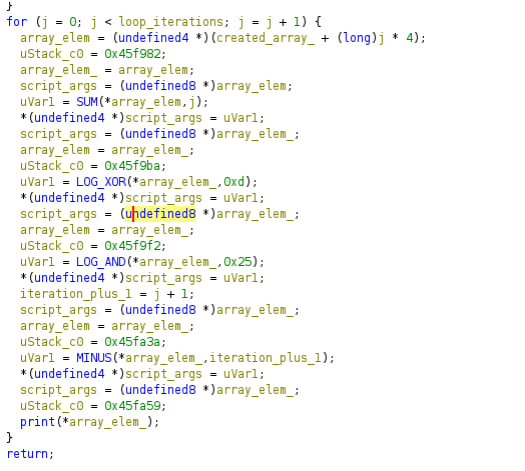 }
for (j = 0; j < loop_iterations; j = j + 1) {
array_elem = (undefined4 *)(created_array_ + (long)j * 4);
uStack_c0 = 0x45f982;
array_elem_ = array_elem;
script_args = (undefined8 *)array_elem;
uVar1 = SUM(*array_elem,j);
*(undefined4 *)script_args = uVar1;
script_args = (undefined8 *)array_elem_;
array_elem = array_elem_;
uStack_c0 = 0x45f9ba;
uVar1 = LOG_XOR(*array_elem_,0xd);
*(undefined4 *)script_args = uVar1;
script_args = (undefined8 *)array_elem_;
array_elem = array_elem_;
uStack_c0 = 0x45f9f2;
uVar1 = LOG_AND(*array_elem_,0x25);
*(undefined4 *)script_args = uVar1;
iteration_plus_1 = j + 1;
script_args = (undefined8 *)array_elem_;
array_elem = array_elem_;
uStack_c0 = 0x45fa3a;
uVar1 = MINUS(*array_elem_,iteration_plus_1);
*(undefined4 *)script_args = uVar1;
script_args = (undefined8 *)array_elem_;
uStack_c0 = 0x45fa59;
print(*array_elem_);
}
return;